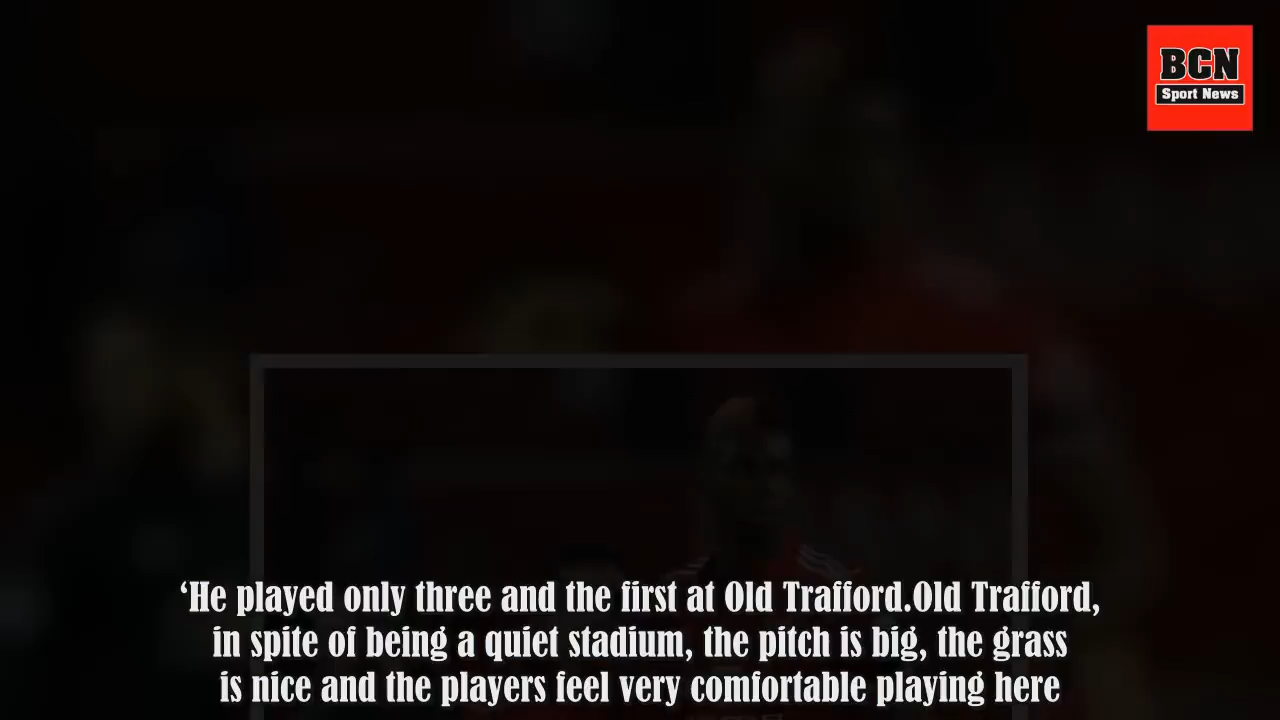 BCN
Sport News
‘He played only three and the first at Old Trafford.Old Trafford,
in spite of being a quiet stadium, the pitch is big, the grass
is nice and the players feel very comfortable playing here